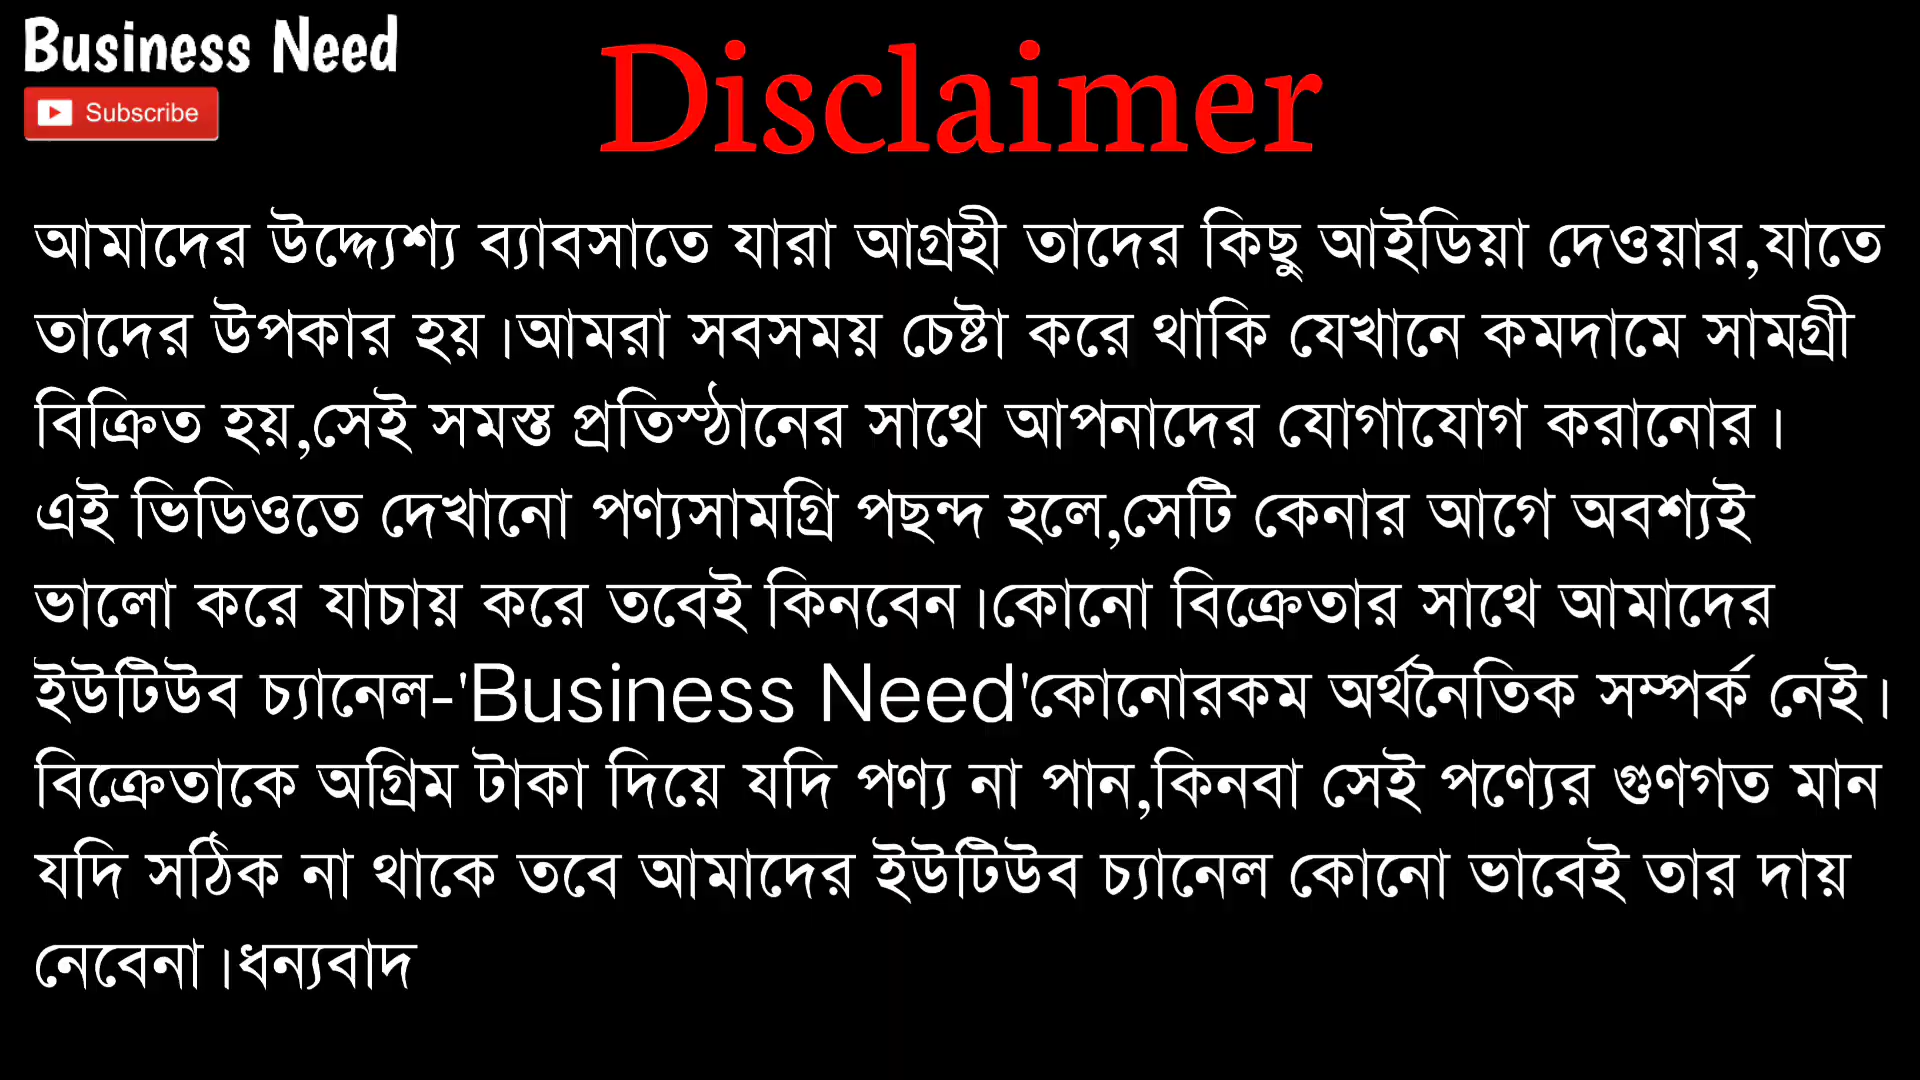 Business Need
Subscribe
Disclaimer
আমাদের উদ্দ্যেশ্য ব্যাবসাতে যারা আগ্রহী তাদের কিছু আইডিয়া দেওয়ার,যাতে
তাদের উপকার হয়।আমরা সবসময় চেষ্টা করে থাকি যেখানে কমদামে সামগ্রী
বিক্রিত হয়,সেই সমস্ত প্রতিস্ঠানের সাথে আপনাদের যোগাযোগ করানোর।
এই ভিডিওতে দেখানো পণ্যসামগ্রি পছন্দ হলে,সেটি কেনার আগে অবশ্যই
ভালো করে যাচায় করে তবেই কিনবেন।কোনো বিক্রেতার সাথে আমাদের
ইউটিউব চ্যানেল-'Business Need'কোনোরকম অর্থনৈতিক সম্পর্ক নেই।
বিক্রেতাকে অগ্রিম টাকা দিয়ে যদি পণ্য না পান,কিনবা সেই পণ্যের গুণগত মান
যদি সঠিক না থাকে তবে আমাদের ইউটিউব চ্যানেল কোনো ভাবেই তার দায়
নেবেনা।ধন্যবাদ